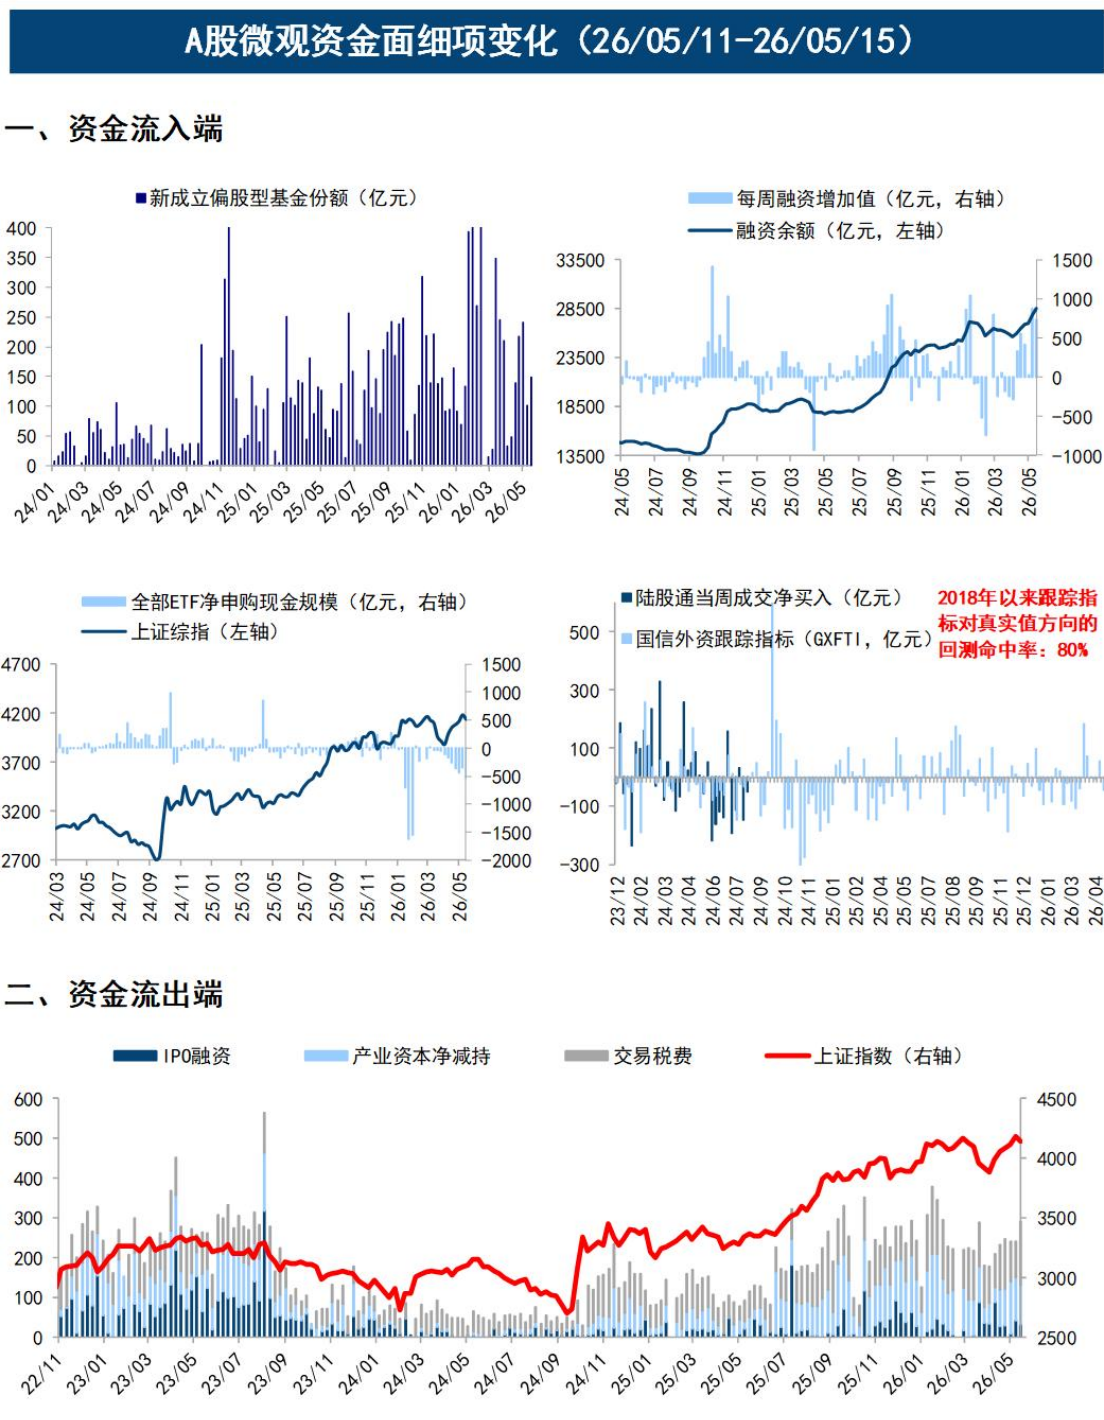 A股微观资金面细项变化（26/05/11-26/05/15）
一、资金流入端
新成立偏股型基金份额（亿元）
400
350
300
250
200
150
100
50
0
24/01 24/03 24/05 24/07 24/09 24/11 25/01 25/03 25/05 25/07 25/09 25/11 26/01 26/03 26/05
每周融资增加值（亿元，右轴）
融资余额（亿元，左轴）
33500
28500
23500
18500
13500
1500
1000
500
0
-500
-1000
24/05 24/07 24/09 24/11 25/01 25/03 25/05 25/07 25/09 25/11 26/01 26/03 26/05
全部ETF净申购现金规模（亿元，右轴）
上证综指（左轴）
4700
4200
3700
3200
2700
1500
1000
500
0
-500
-1000
-1500
-2000
24/03 24/05 24/07 24/09 24/11 25/01 25/03 25/05 25/07 25/09 25/11 26/01 26/03 26/05
陆股通当周成交净买入（亿元）
国信外资跟踪指标（GXFTI，亿元）
2018年以来跟踪指
标对真实值方向的
回测命中率：80%
500
300
100
-100
-300
23/12 24/02 24/03 24/04 24/06 24/07 24/09 24/10 24/11 25/01 25/02 25/04 25/05 25/07 25/08 25/09 25/11 25/12 26/01 26/03 26/04
二、资金流出端
IPO融资 产业资本净减持 交易税费 上证指数（右轴）
600
500
400
300
200
100
0
4500
4000
3500
3000
2500
22/11 23/01 23/03 23/05 23/07 23/09 23/11 24/01 24/03 24/05 24/07 24/09 24/11 25/01 25/03 25/05 25/07 25/09 25/11 26/01 26/03 26/05